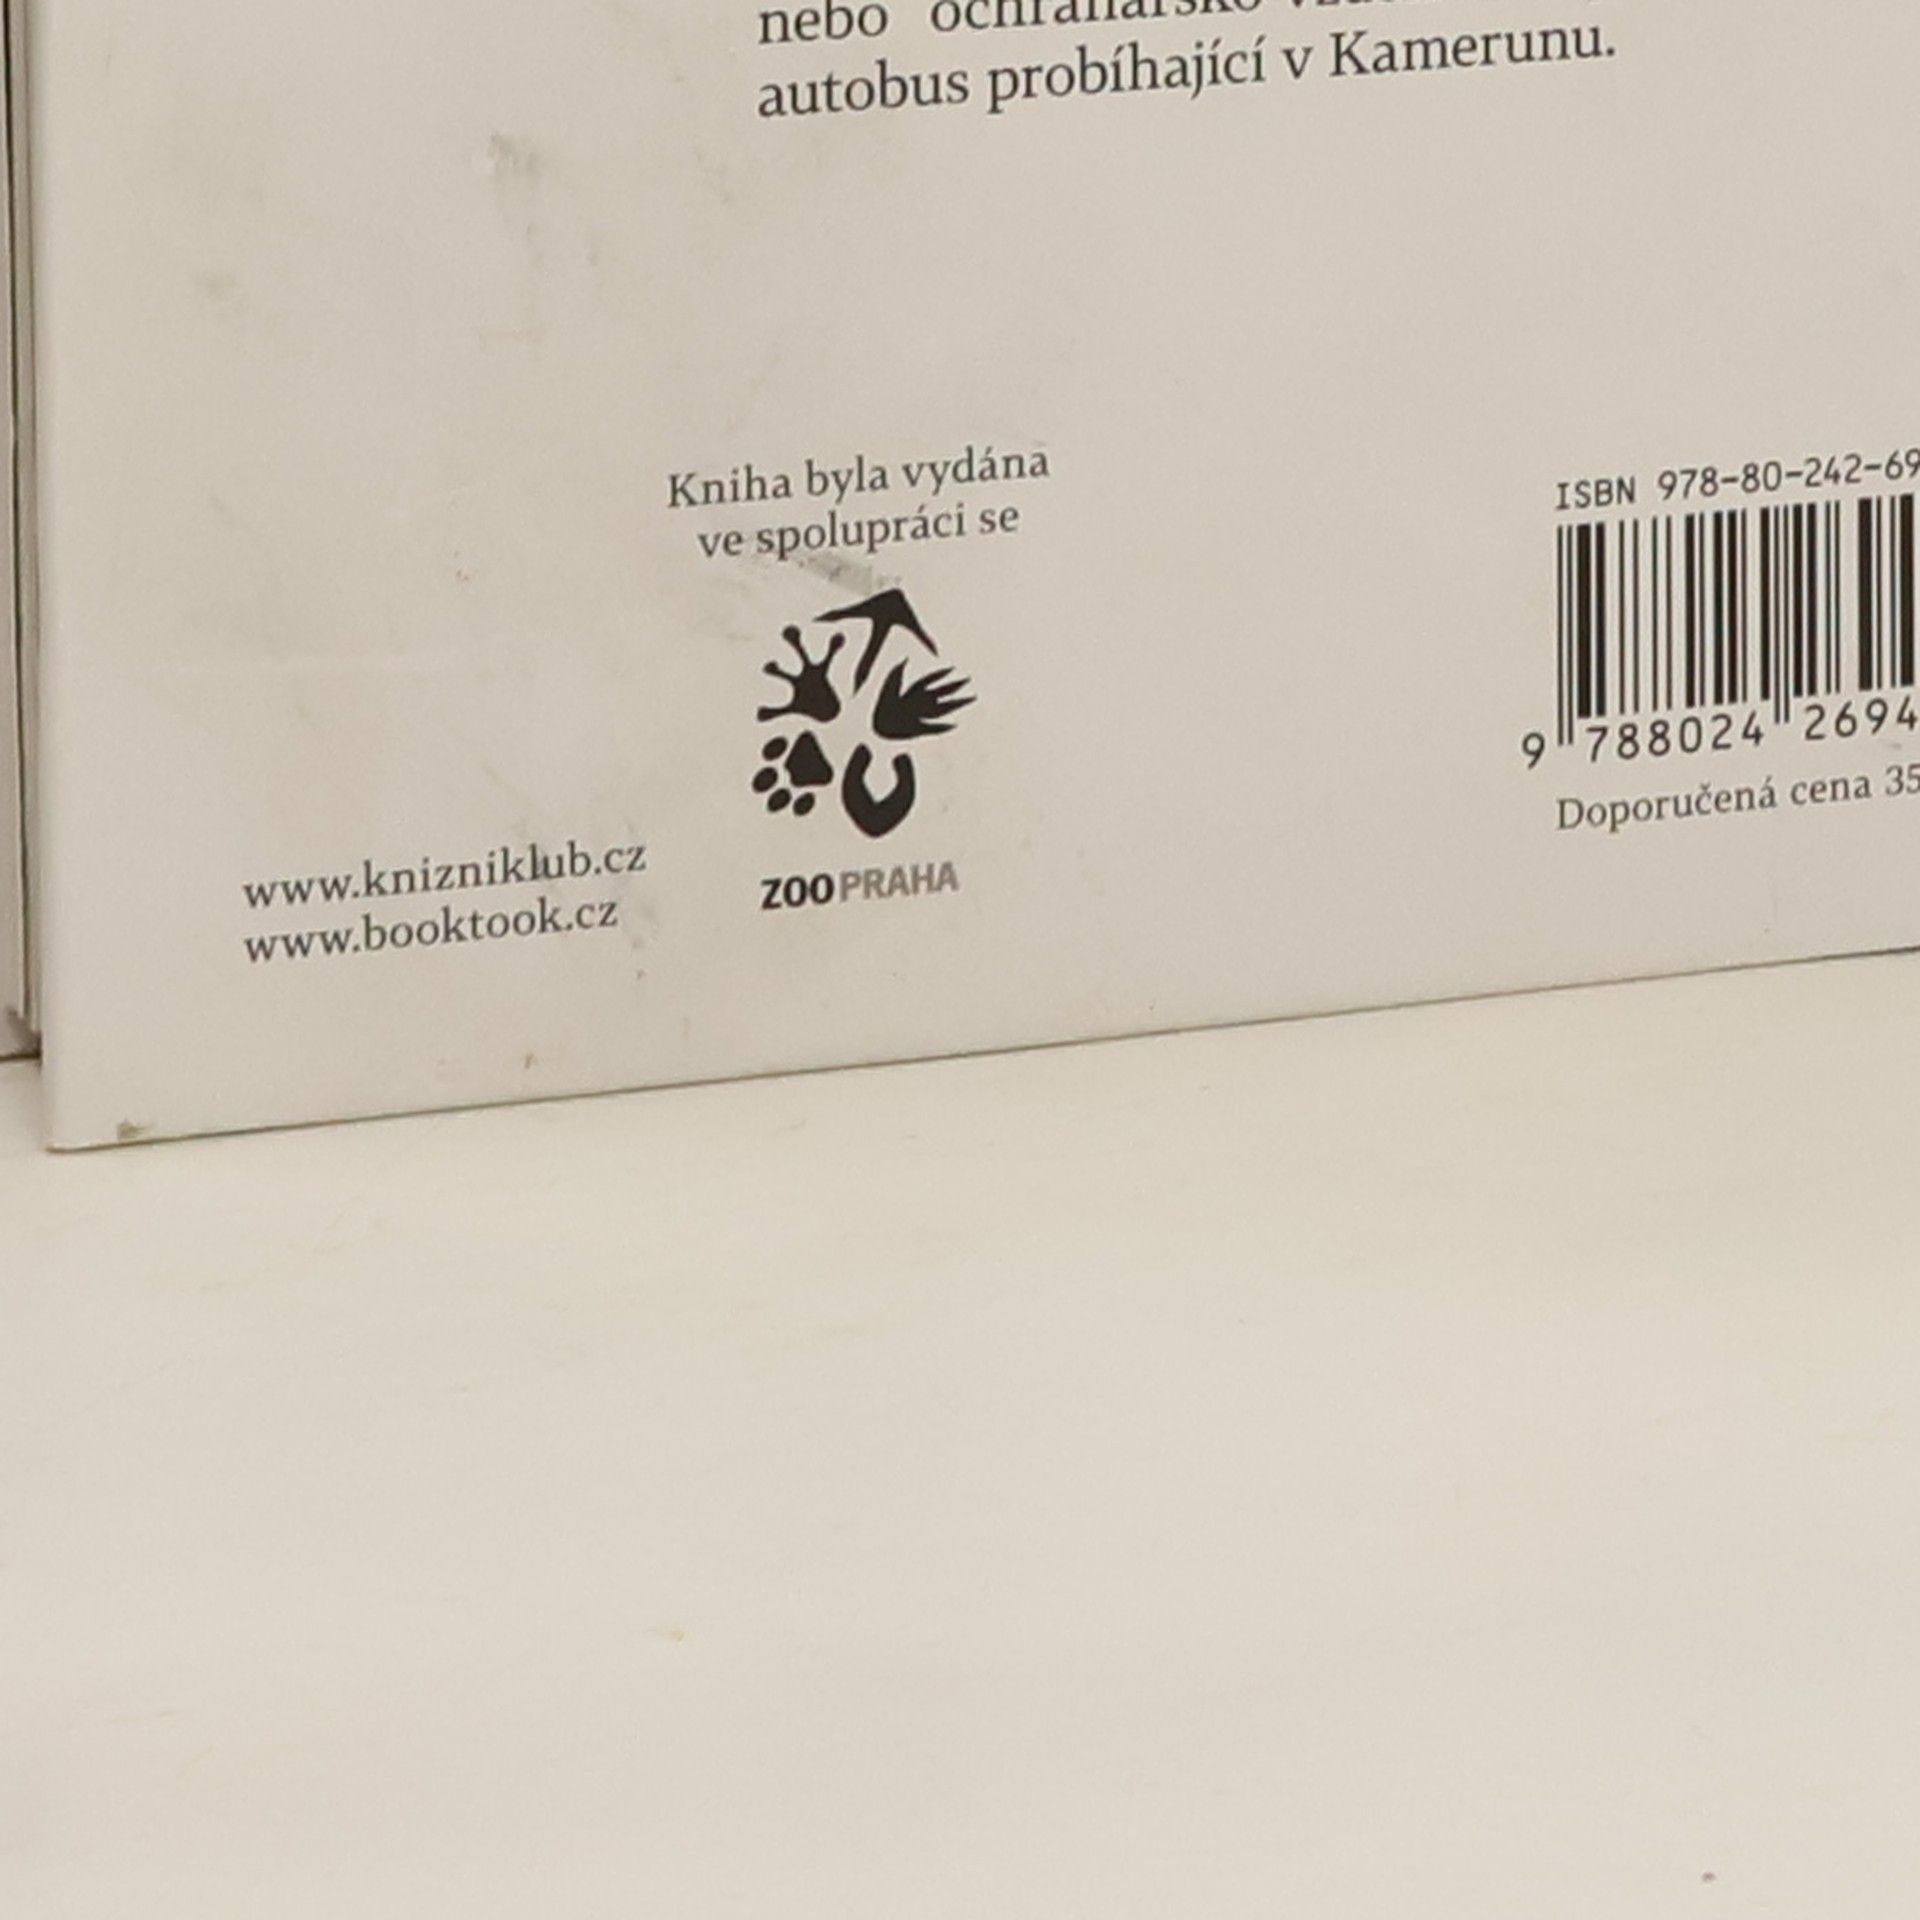 nebo
autobus probíhající v Kamerunu.
Kniha byla vydána
ve spolupráci se
ZOO PRAHA
www.knizniklub.cz
www.booktook.cz
ISBN 978-80-242-69
9 788024 2694
Doporučená cena 35